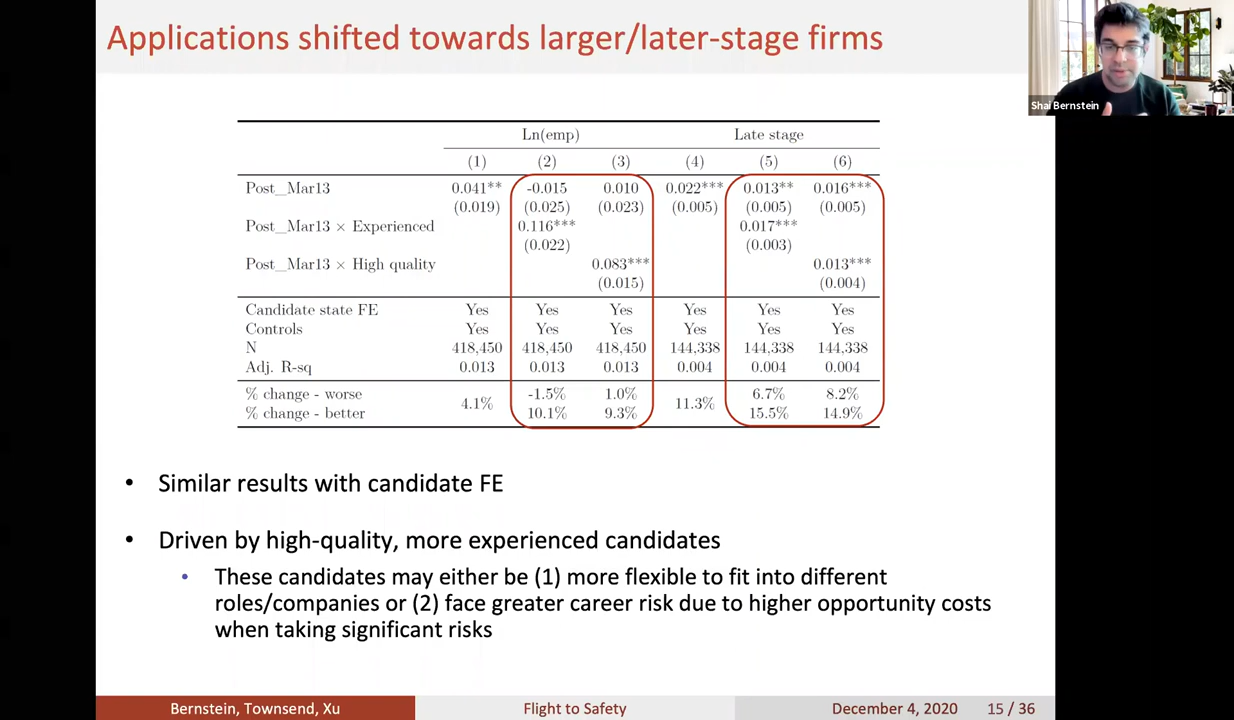 Applications shifted towards larger/later-stage firms
Shai Bernstein
Ln(emp) Late stage
(1) (2) (3) (4) (5) (6)
Post_Mar13 0.041** -0.015 0.010 0.022*** 0.013** 0.016***
(0.019) (0.025) (0.023) (0.005) (0.005) (0.005)
Post_Mar13 × Experienced 0.116*** 0.017***
(0.022) (0.003)
Post_Mar13 × High quality 0.083*** 0.013***
(0.015) (0.004)
Candidate state FE Yes Yes Yes Yes Yes Yes
Controls Yes Yes Yes Yes Yes Yes
N 418,450 418,450 418,450 144,338 144,338 144,338
Adj. R-sq 0.013 0.013 0.013 0.004 0.004 0.004
% change - worse 4.1% -1.5% 1.0% 11.3% 6.7% 8.2%
% change - better 10.1% 9.3% 15.5% 14.9%
• Similar results with candidate FE
• Driven by high-quality, more experienced candidates
• These candidates may either be (1) more flexible to fit into different
roles/companies or (2) face greater career risk due to higher opportunity costs
when taking significant risks
Bernstein, Townsend, Xu Flight to Safety December 4, 2020 15 / 36